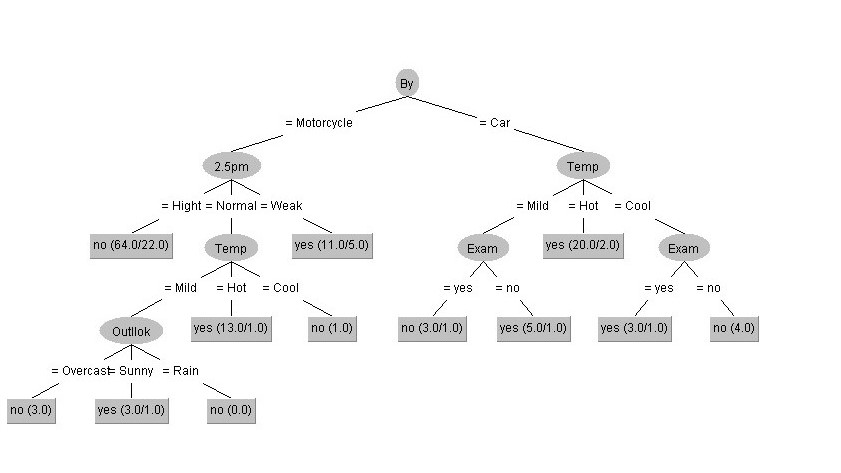 By
= Motorcycle = Car
2.5pm Temp
= Hight = Normal = Weak = Mild = Hot = Cool
no (64.0/22.0) Temp yes (11.0/5.0) Exam yes (20.0/2.0) Exam
= Mild = Hot = Cool = yes = no = yes = no
Outllok yes (13.0/1.0) no (1.0) no (3.0/1.0) yes (5.0/1.0) yes (3.0/1.0) no (4.0)
= Overcast = Sunny = Rain
no (3.0) yes (3.0/1.0) no (0.0)